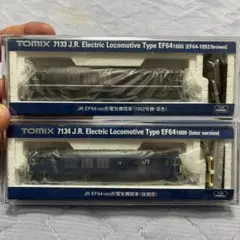 TOMIX 7133 J.R. Electric Locomotive Type EF64 1000 (EF64-1052/brown)
JR EF64 1000形電気機関車(1052号機・茶色)
TOMIX 7134 J.R. Electric Locomotive Type EF64 1000 (later version)
JR EF64 1000形電気機関車(後期型)